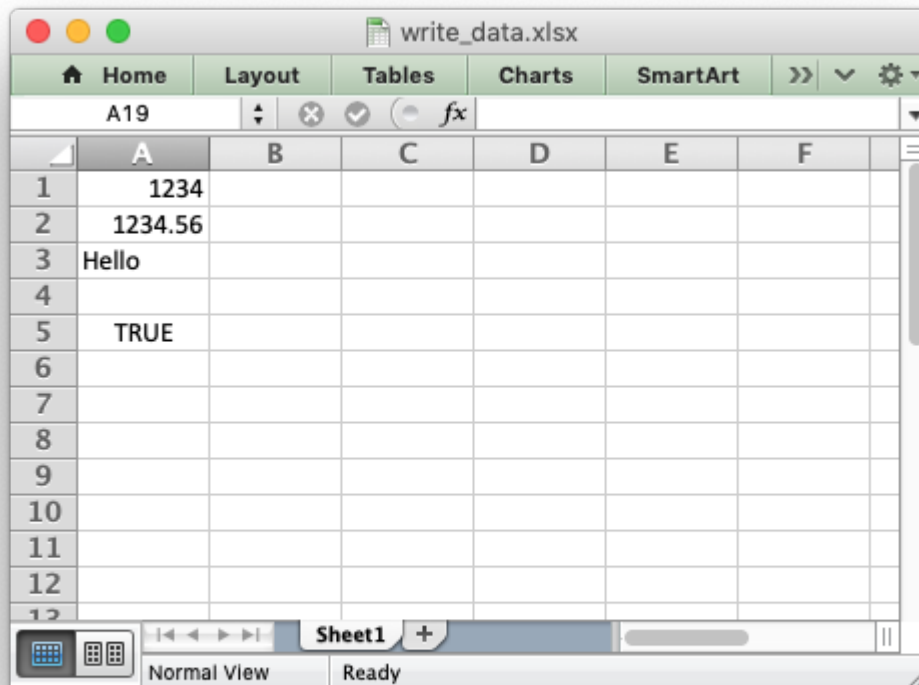 write_data.xlsx
Home Layout Tables Charts SmartArt
A19 fx
A B C D E F
1 1234
2 1234.56
3 Hello
4
5 TRUE
6
7
8
9
10
11
12
13
Sheet1 +
Normal View Ready